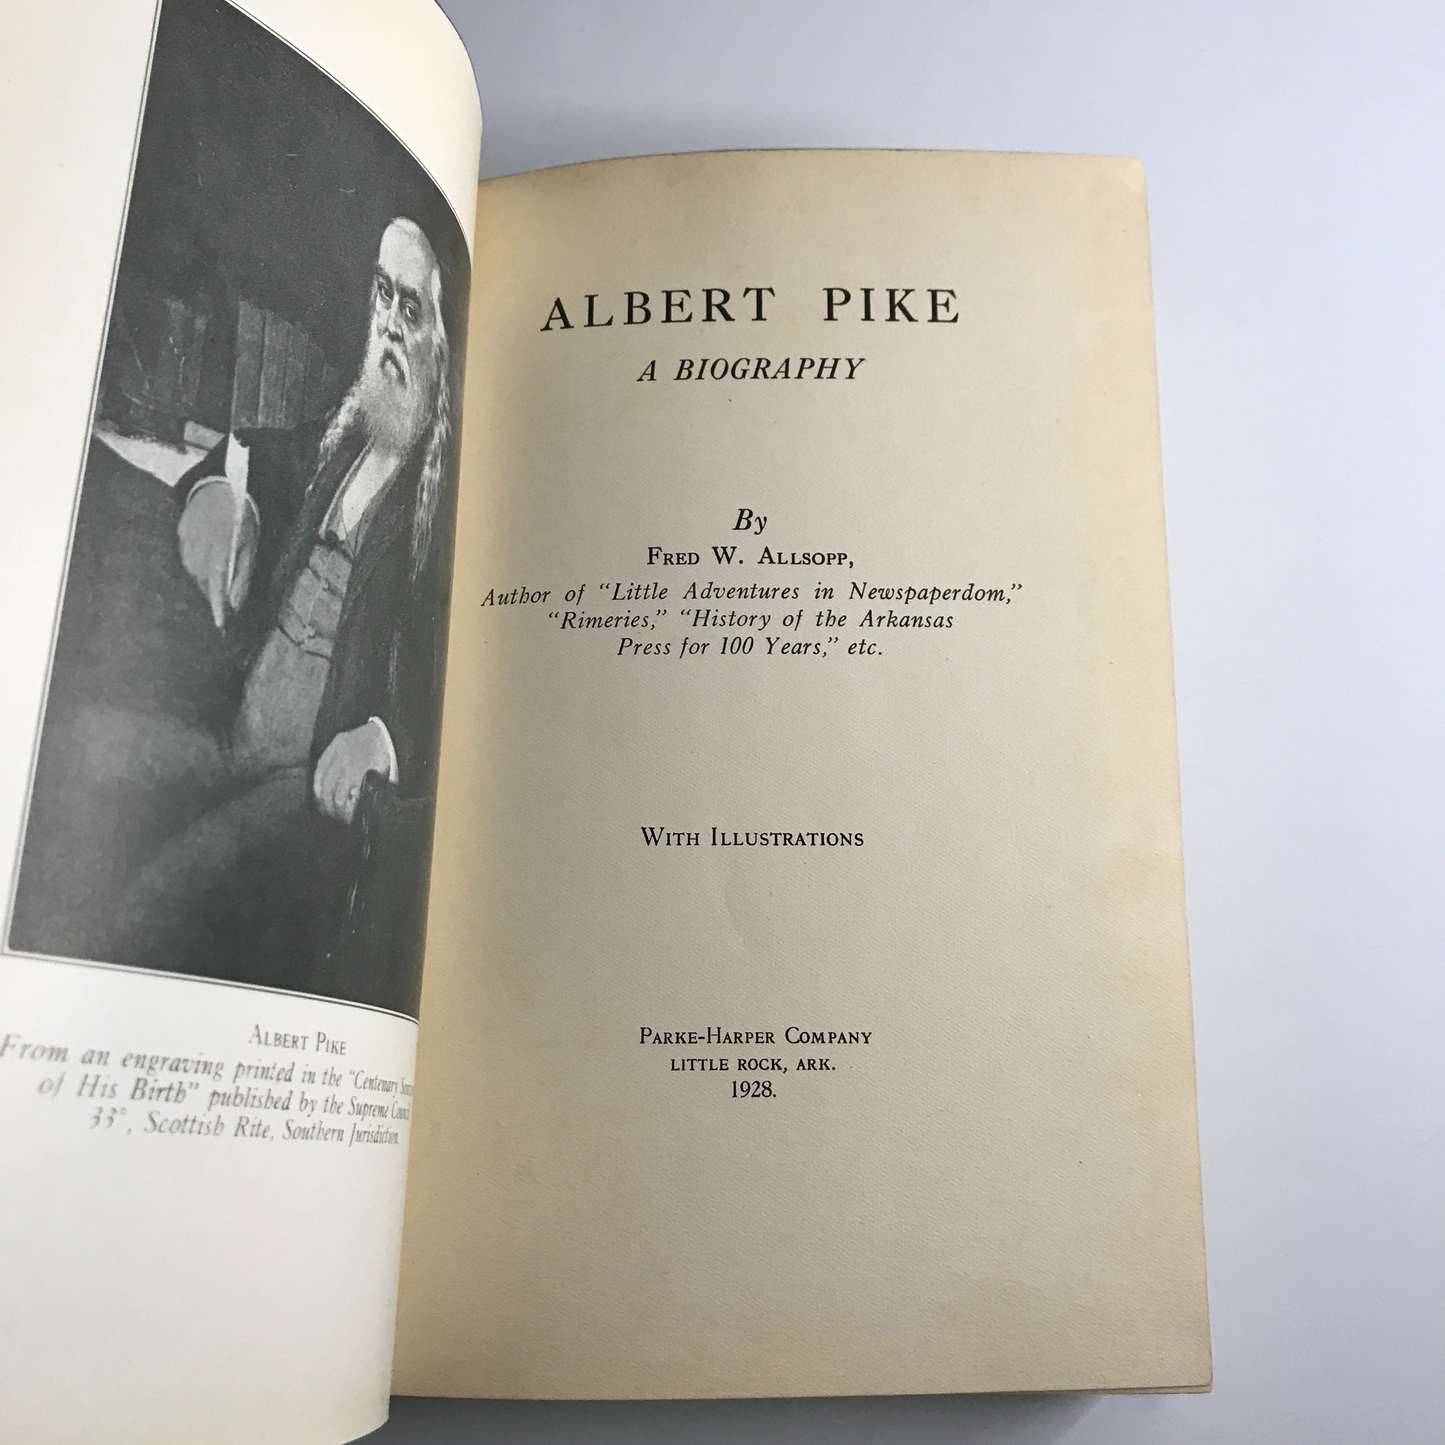 ALBERT PIKE
From an engraving printed in the "Centenary
of His Birth" published by the Supreme Council
33°, Scottish Rite, Southern Jurisdiction.
ALBERT PIKE
A BIOGRAPHY
By
FRED W. ALLSOPP,
Author of "Little Adventures in Newspaperdom,"
"Rimeries," "History of the Arkansas
Press for 100 Years," etc.
WITH ILLUSTRATIONS
PARKE-HARPER COMPANY
LITTLE ROCK, ARK.
1928.